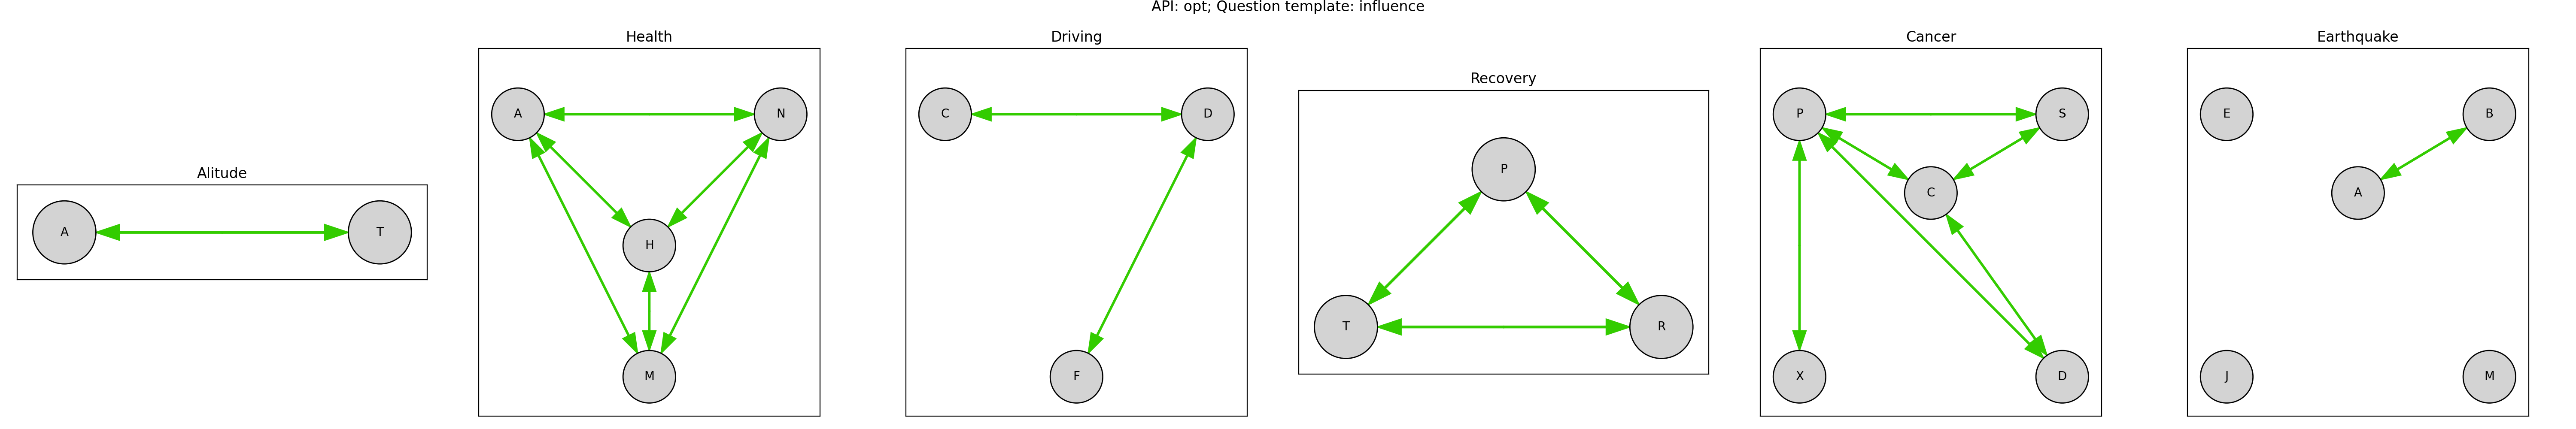 API: opt; Question template: influence
Alitude
A
T
Health
A
N
H
M
Driving
C
D
F
Recovery
P
T
R
Cancer
P
S
C
X
D
Earthquake
E
B
A
J
M